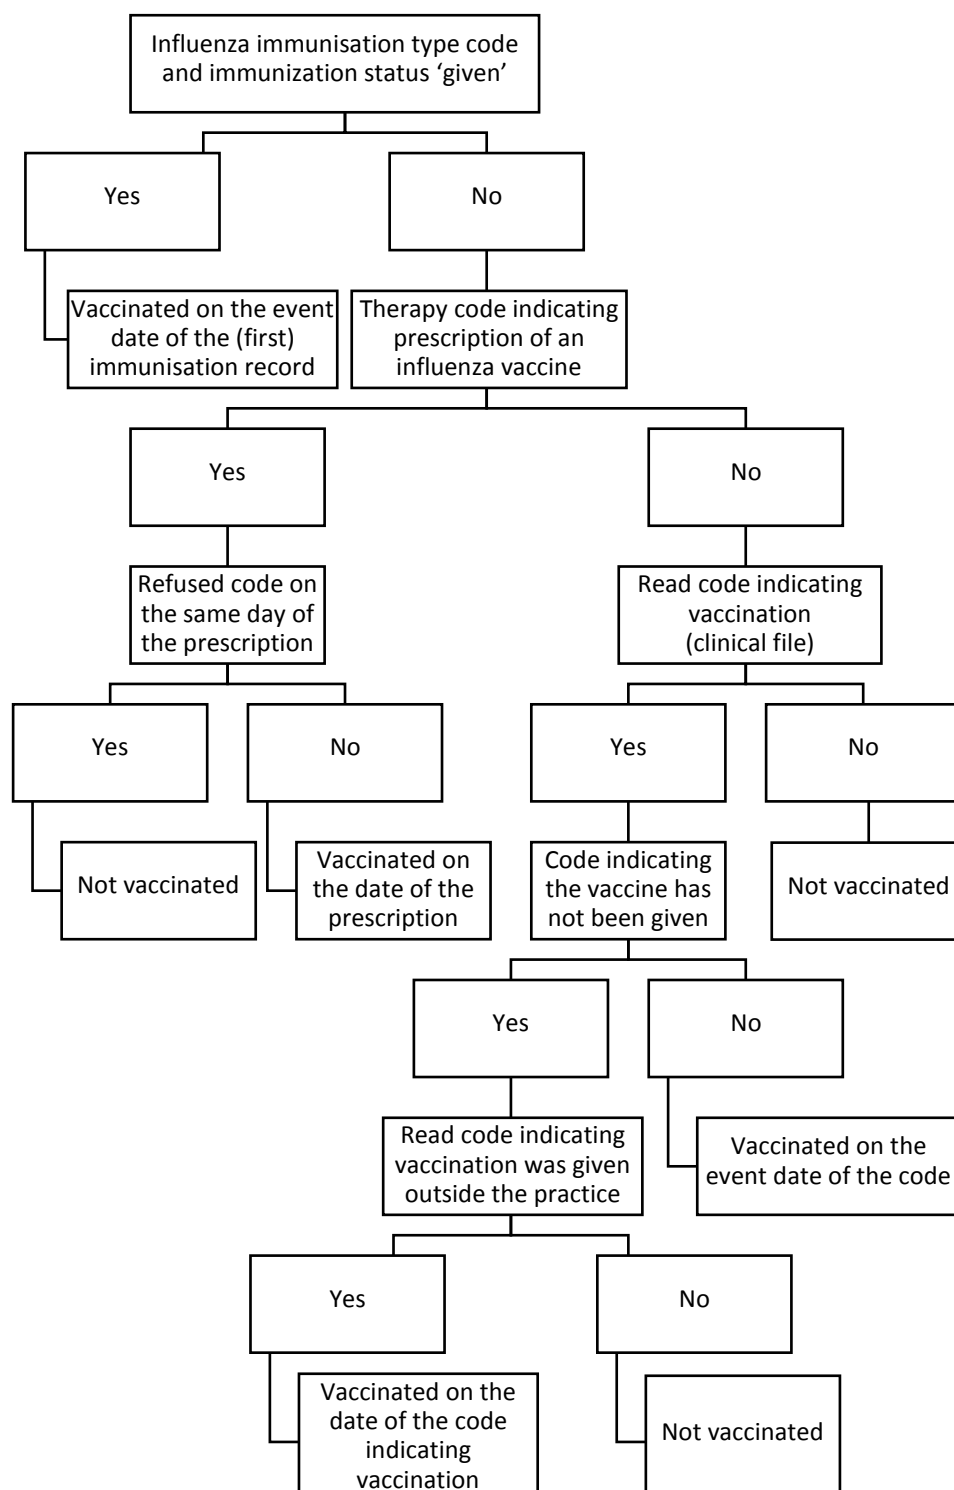 Influenza immunisation type code
and immunization status ‘given’
Yes
No
Vaccinated on the event
date of the (first)
immunisation record
Therapy code indicating
prescription of an
influenza vaccine
Yes
No
Refused code on
the same day of
the prescription
Read code indicating
vaccination
(clinical file)
Yes
No
Yes
No
Not vaccinated
Vaccinated on
the date of the
prescription
Code indicating
the vaccine has
not been given
Not vaccinated
Yes
No
Read code indicating
vaccination was given
outside the practice
Vaccinated on the
event date of the code
Yes
No
Vaccinated on the
date of the code
indicating
vaccination
Not vaccinated